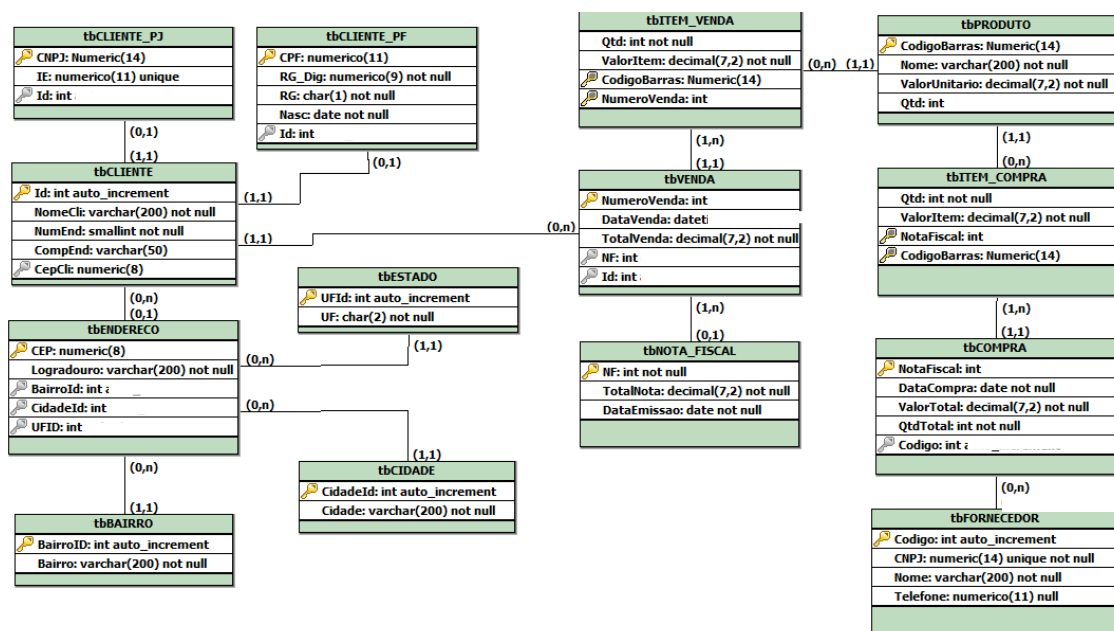 tbCLIENTE_PJ
CNPJ: Numeric(14)
IE: numerico(11) unique
Id: int
(0,1)
(1,1)
tbCLIENTE_PF
CPF: numerico(11)
RG_Dig: numerico(9) not null
RG: char(1) not null
Nasc: date not null
Id: int
(0,1)
(1,1)
tbCLIENTE
Id: int auto_increment
NomeCli: varchar(200) not null
NumEnd: smallint not null
CompEnd: varchar(50)
CepCli: numeric(8)
(1,1)
(0,n)
(0,n)
(0,1)
tbENDERECO
CEP: numeric(8)
Logradouro: varchar(200) not null
BairroId: int
CidadeId: int
UFID: int
(0,n)
(1,1)
tbESTADO
UFId: int auto_increment
UF: char(2) not null
(1,1)
(0,n)
(0,n)
(1,1)
tbCIDADE
CidadeId: int auto_increment
Cidade: varchar(200) not null
tbBAIRRO
BairroID: int auto_increment
Bairro: varchar(200) not null
tbITEM_VENDA
Qtd: int not null
ValorItem: decimal(7,2) not null
CodigoBarras: Numeric(14)
NumeroVenda: int
(0,n) (1,1)
(1,n)
(1,1)
tbVENDA
NumeroVenda: int
DataVenda: dateti
TotalVenda: decimal(7,2) not null
NF: int
Id: int
(1,n)
(0,1)
tbNOTA_FISCAL
NF: int not null
TotalNota: decimal(7,2) not null
DataEmissao: date not null
tbPRODUTO
CodigoBarras: Numeric(14)
Nome: varchar(200) not null
ValorUnitario: decimal(7,2) not null
Qtd: int
(1,1)
(0,n)
tbITEM_COMPRA
Qtd: int not null
ValorItem: decimal(7,2) not null
NotaFiscal: int
CodigoBarras: Numeric(14)
(1,n)
(1,1)
tbCOMPRA
NotaFiscal: int
DataCompra: date not null
ValorTotal: decimal(7,2) not null
QtdTotal: int not null
Codigo: int
(0,n)
tbFORNECEDOR
Codigo: int auto_increment
CNPJ: numeric(14) unique not null
Nome: varchar(200) not null
Telefone: numerico(11) null